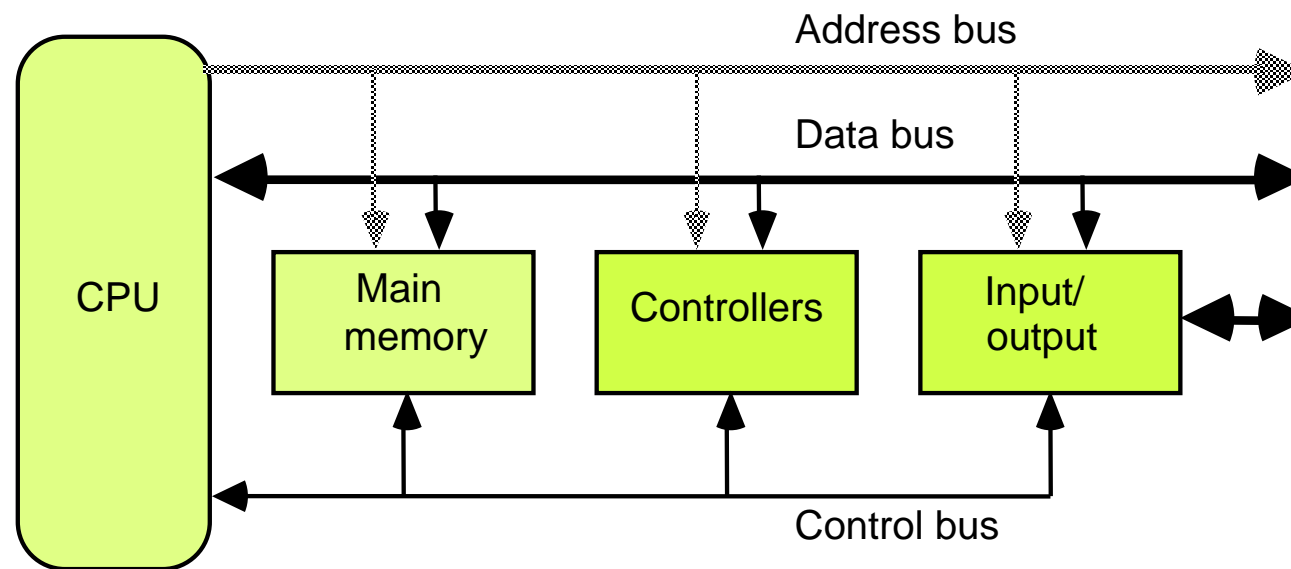 Address bus
Data bus
CPU
Main
memory
Controllers
Input/
output
Control bus